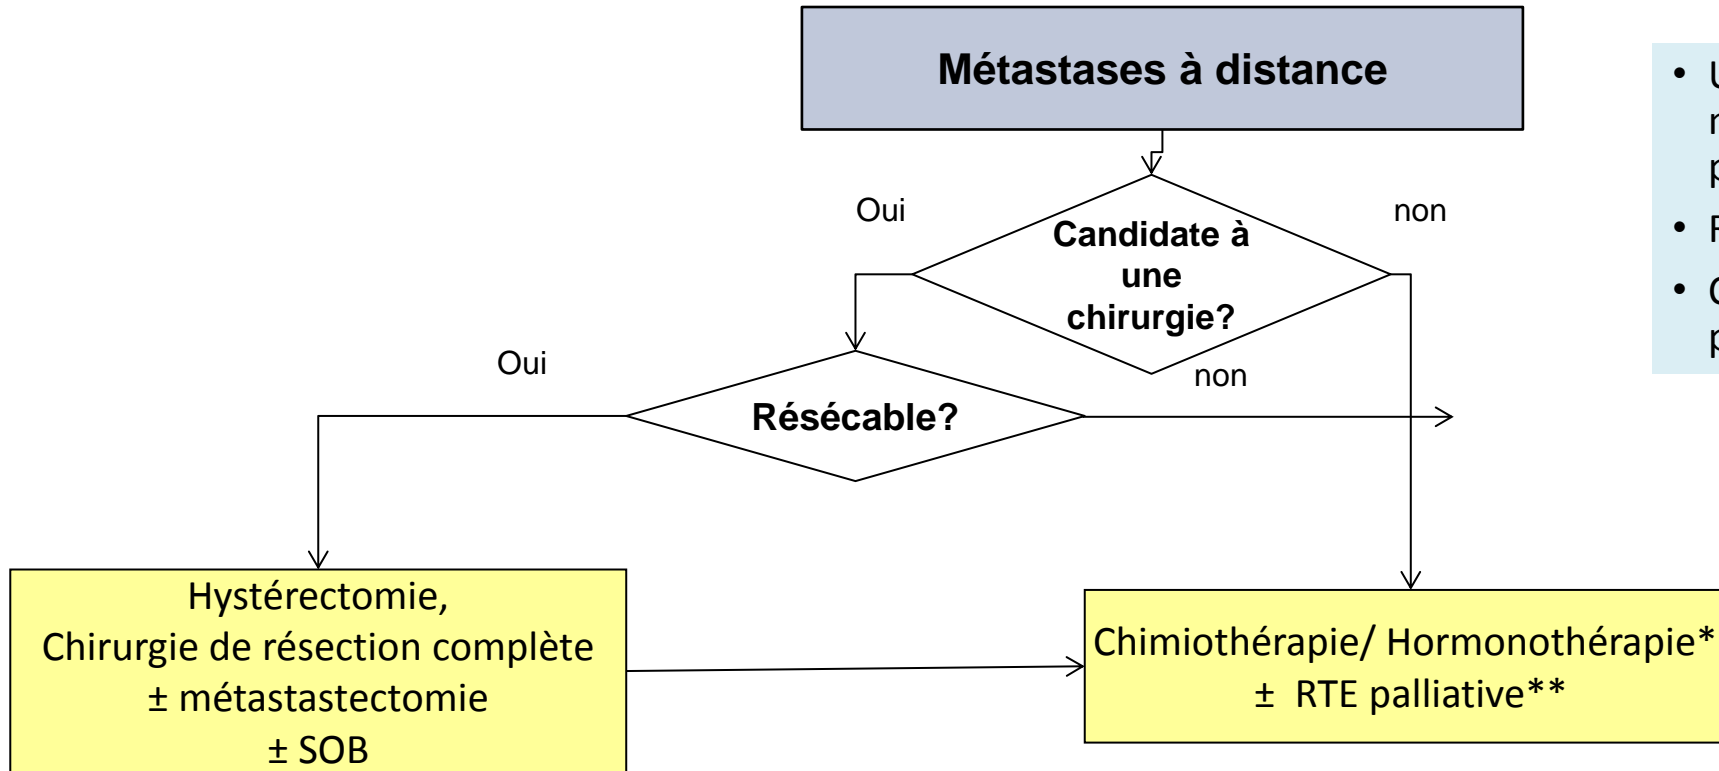 Métastases à distance
Oui
non
Candidate à
une
chirurgie?
Oui
non
Résécable?
Hystérectomie,
Chirurgie de résection complète
± métastastectomie
± SOB
Chimiothérapie/ Hormonothérapie*
± RTE palliative**